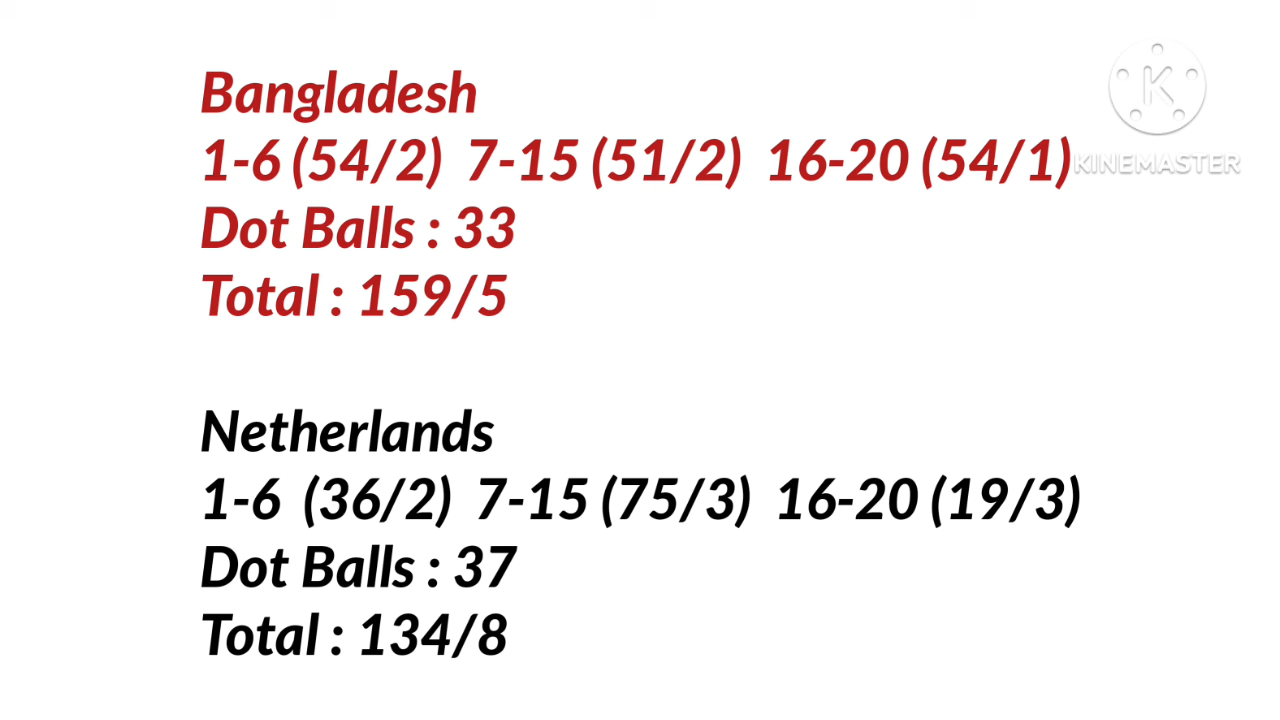 Bangladesh
1-6 (54/2) 7-15 (51/2) 16-20 (54/1)
Dot Balls : 33
Total : 159/5
Netherlands
1-6 (36/2) 7-15 (75/3) 16-20 (19/3)
Dot Balls : 37
Total : 134/8
K
KINEMASTER